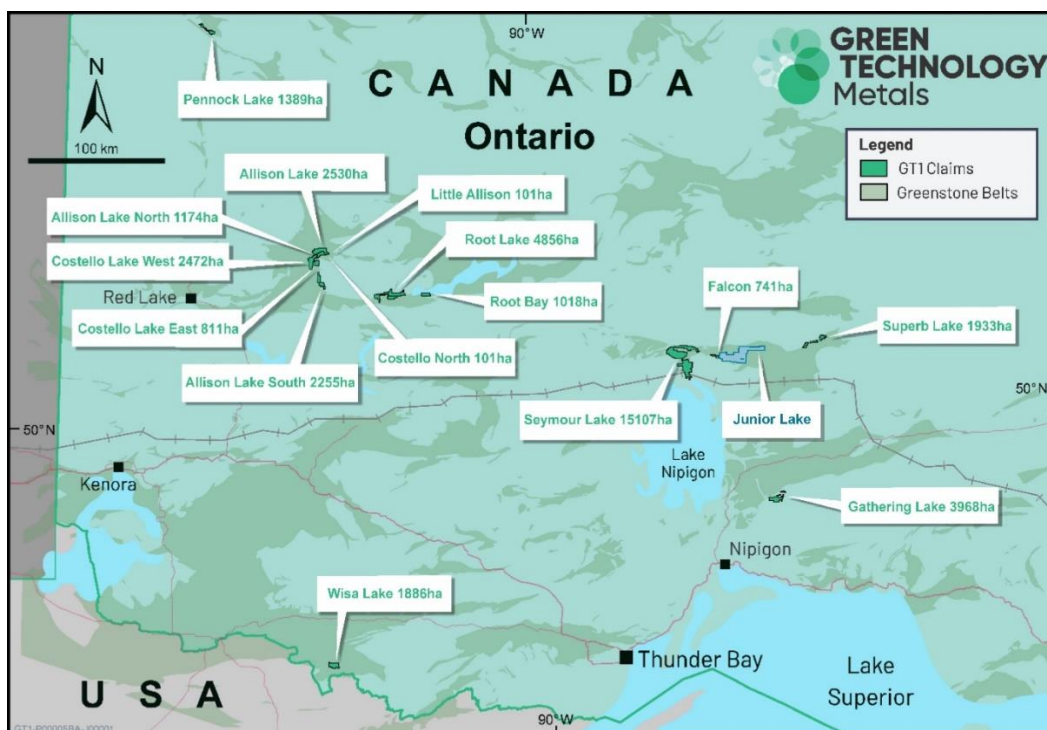 90°W
GREEN
TECHNOLOGY
Metals
N
C A N A D A
Pennock Lake 1389ha
Ontario
100 km
Legend
GT1 Claims
Greenstone Belts
Allison Lake 2530ha
Little Allison 101ha
Allison Lake North 1174ha
Root Lake 4856ha
Costello Lake West 2472ha
Red Lake
Root Bay 1018ha
Falcon 741ha
Superb Lake 1933ha
Costello Lake East 811ha
Costello North 101ha
Allison Lake South 2255ha
50°N
Seymour Lake 15107ha
Junior Lake
50°N
Lake
Nipigon
Kenora
Gathering Lake 3968ha
Nipigon
Wisa Lake 1886ha
Thunder Bay
Lake
Superior
U S A
90°W